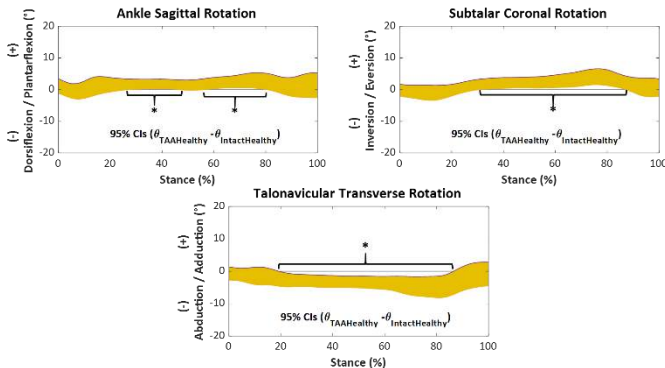 Ankle Sagittal Rotation
(-) Dorsiflexion / Plantarflexion (°) (+)
20
10
0
-10
-20
*
*
95% CIs (θTAAHealthy -θIntactHealthy)
0 20 40 60 80 100
Stance (%)
Subtalar Coronal Rotation
(-) Inversion / Eversion (°) (+)
20
10
0
-10
-20
*
95% CIs (θTAAHealthy -θIntactHealthy)
0 20 40 60 80 100
Stance (%)
Talonavicular Transverse Rotation
(-) Abduction / Adduction (°) (+)
20
10
0
-10
-20
*
95% CIs (θTAAHealthy -θIntactHealthy)
0 20 40 60 80 100
Stance (%)